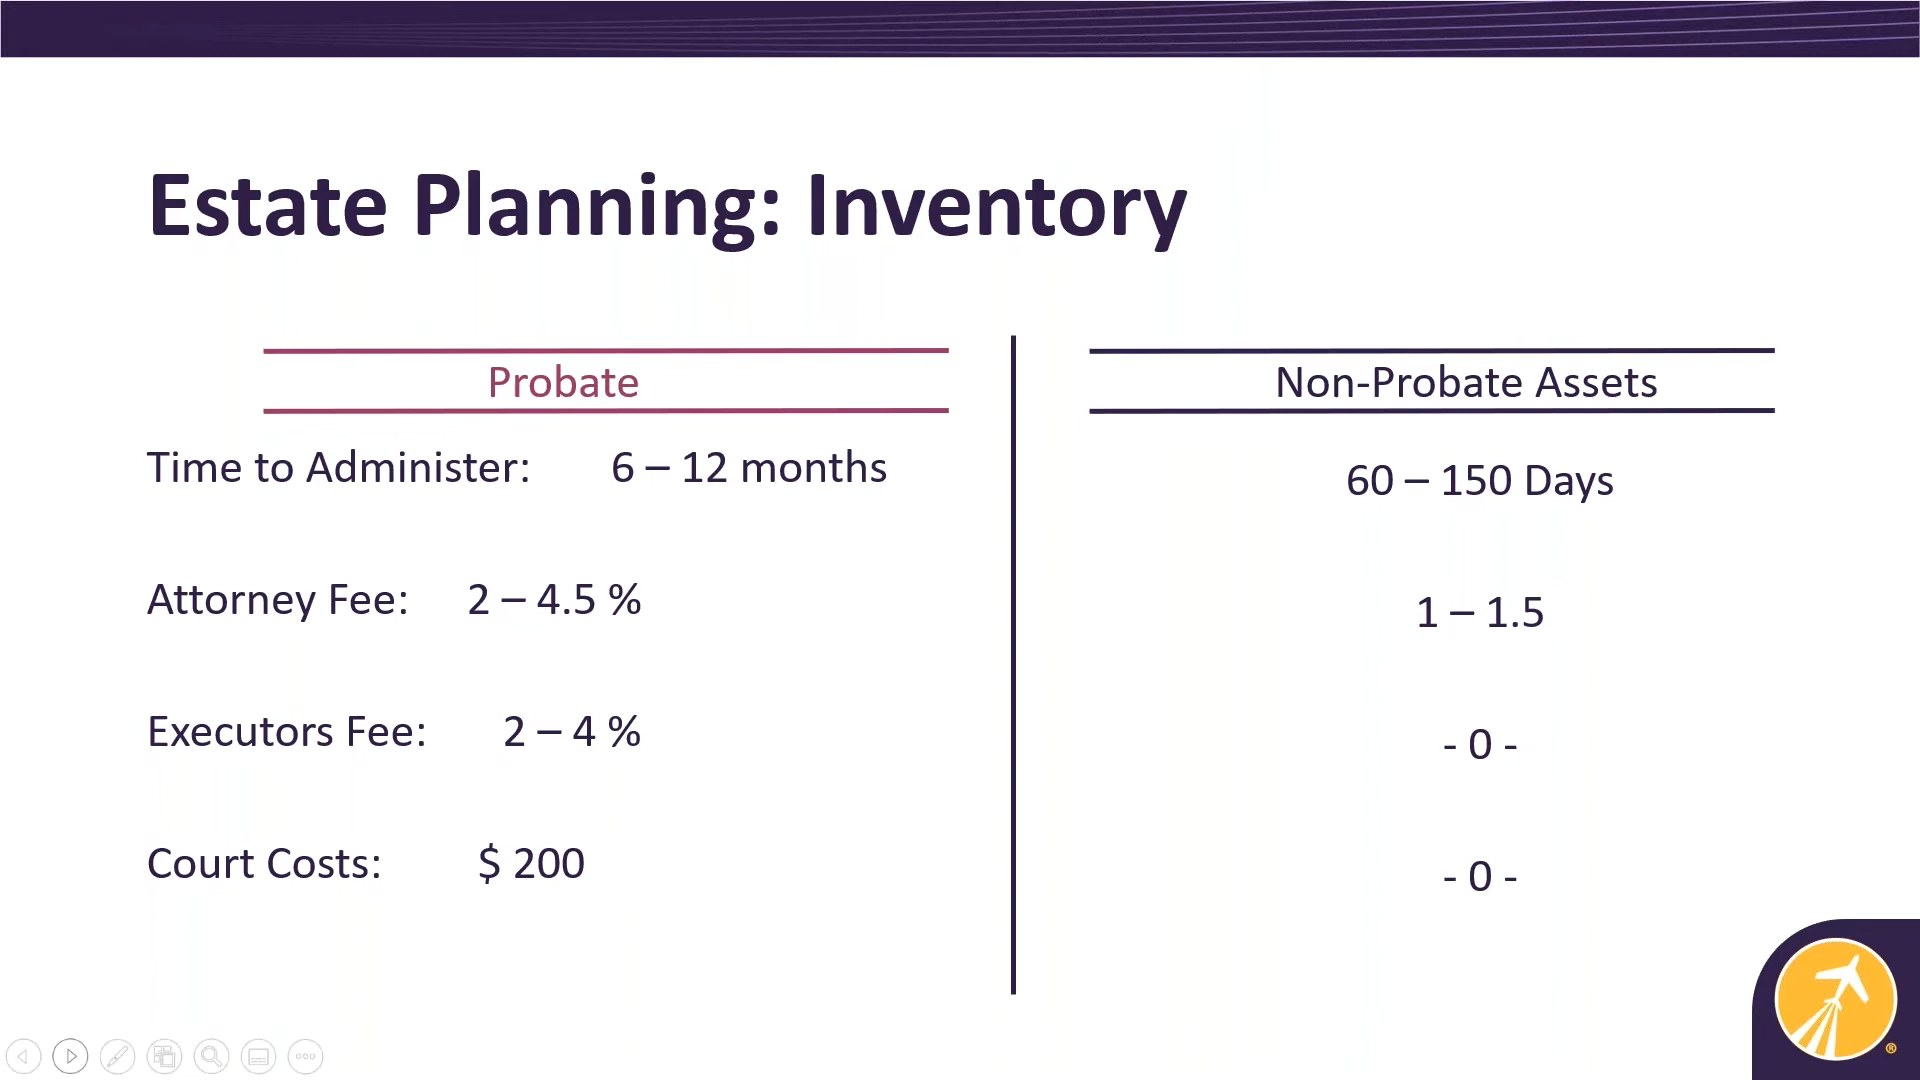 Estate Planning: Inventory
Probate
Time to Administer: 6 – 12 months
Attorney Fee: 2 – 4.5 %
Executors Fee: 2 – 4 %
Court Costs: $ 200
Non-Probate Assets
60 – 150 Days
1 – 1.5
- 0 -
- 0 -
®